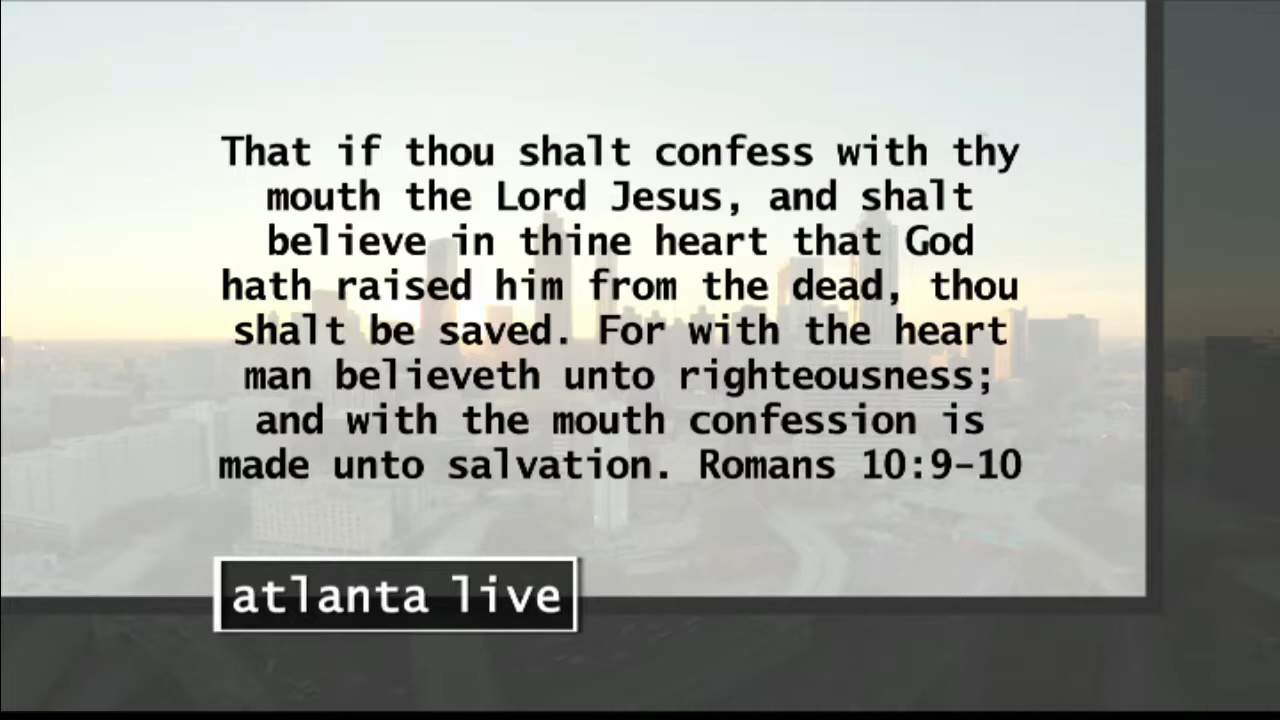 That if thou shalt confess with thy
mouth the Lord Jesus, and shalt
believe in thine heart that God
hath raised him from the dead, thou
shalt be saved. For with the heart
man believeth unto righteousness;
and with the mouth confession is
made unto salvation. Romans 10:9-10
atlanta live